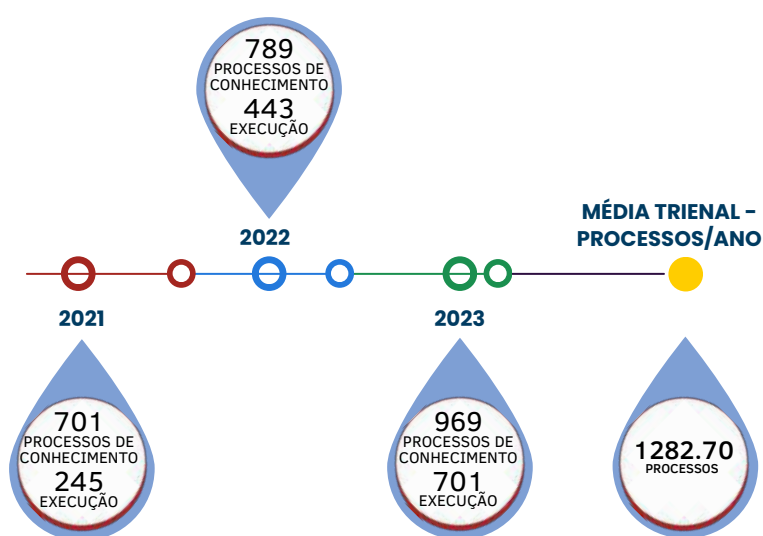 789
PROCESSOS DE
CONHECIMENTO
443
EXECUÇÃO
2022
MÉDIA TRIENAL -
PROCESSOS/ANO
2021
2023
701
PROCESSOS DE
CONHECIMENTO
245
EXECUÇÃO
969
PROCESSOS DE
CONHECIMENTO
701
EXECUÇÃO
1282.70
PROCESSOS